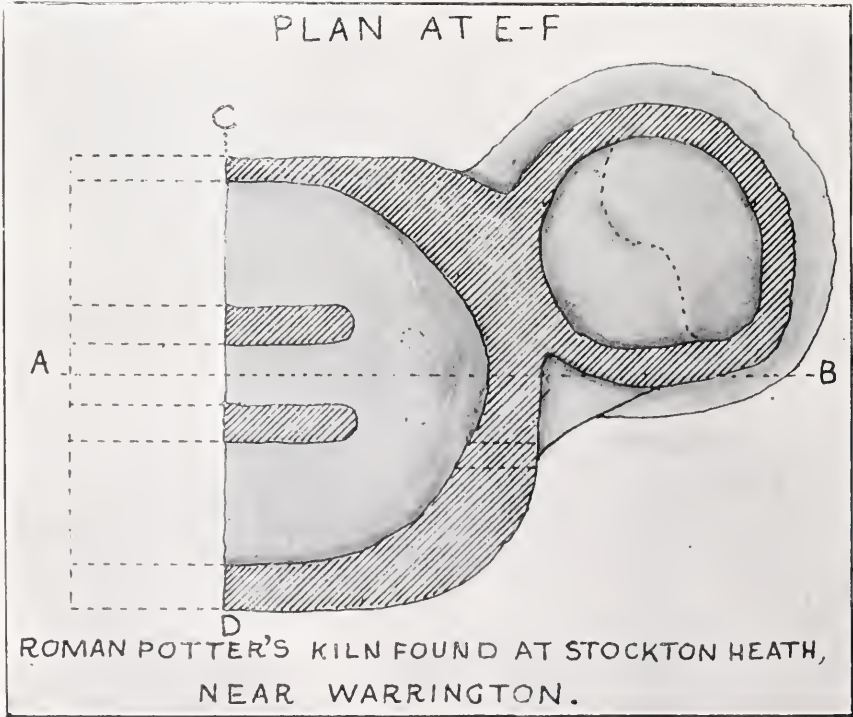 PLAN AT E-F
C
A
B
D
ROMAN POTTER'S KILN FOUND AT STOCKTON HEATH,
NEAR WARRINGTON.